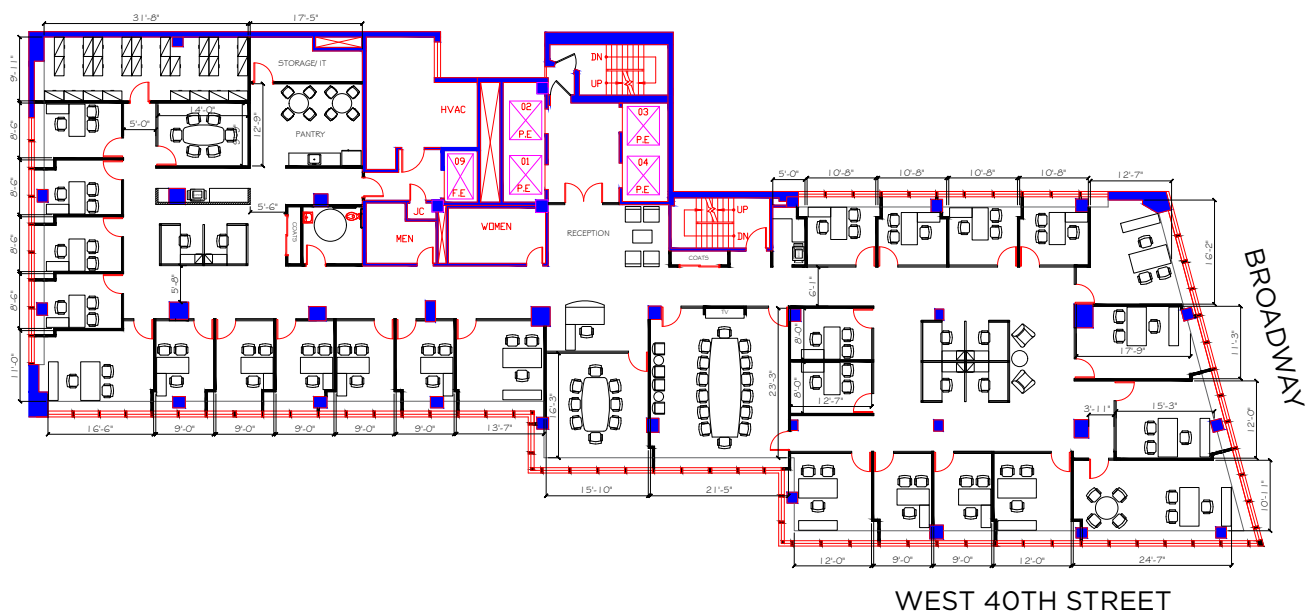 31'-8"
17'-5"
9'-11"
STORAGE/ IT
DN
UP
HVAC
02
P.E
03
P.E
14'-0"
5'-0"
12'-9"
PANTRY
8'-6"
09
F.E
01
P.E
04
P.E
8'-6"
5'-6"
COATS
JC
MEN
WOMEN
RECEPTION
UP
DN
COATS
5'-0"
10'-8"
10'-8"
10'-8"
10'-8"
12'-7"
16'-2"
8'-6"
5'-8"
6'-1"
8'-6"
11'-0"
TV
8'-0"
8'-0"
12'-7"
23'-3"
16'-3"
17'-9"
11'-3"
BROADWAY
3'-11"
15'-3"
12'-0"
10'-11"
16'-6"
9'-0"
9'-0"
9'-0"
9'-0"
9'-0"
13'-7"
15'-10"
21'-5"
12'-0"
9'-0"
9'-0"
12'-0"
24'-7"
WEST 40TH STREET